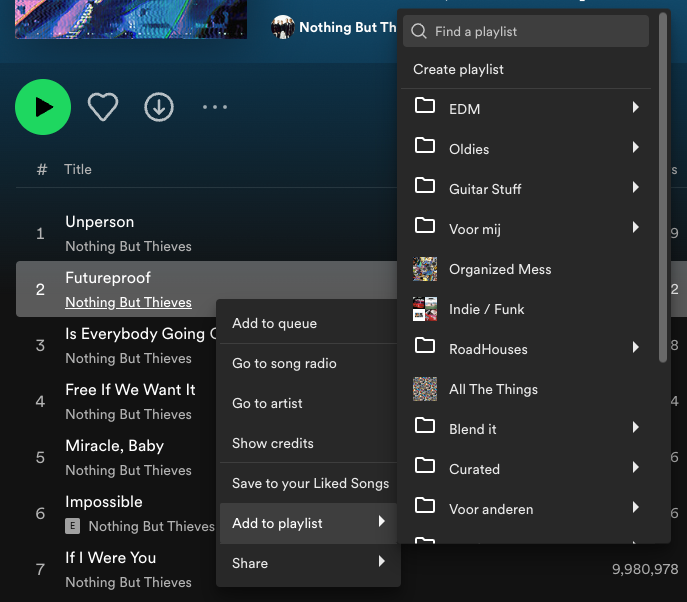 Nothing But Th
Find a playlist
Create playlist
EDM
Oldies
Guitar Stuff
Voor mij
Organized Mess
Indie / Funk
RoadHouses
All The Things
Blend it
Curated
Voor anderen
# Title s
1 Unperson 9
Nothing But Thieves
2 Futureproof 2
Nothing But Thieves
3 Is Everybody Going 8
Nothing But Thieves
4 Free If We Want It 4
Nothing But Thieves
5 Miracle, Baby 6
Nothing But Thieves
6 Impossible 6
E Nothing But Thieves
7 If I Were You 9,980,978
Nothing But Thieves
Add to queue
Go to song radio
Go to artist
Show credits
Save to your Liked Songs
Add to playlist
Share